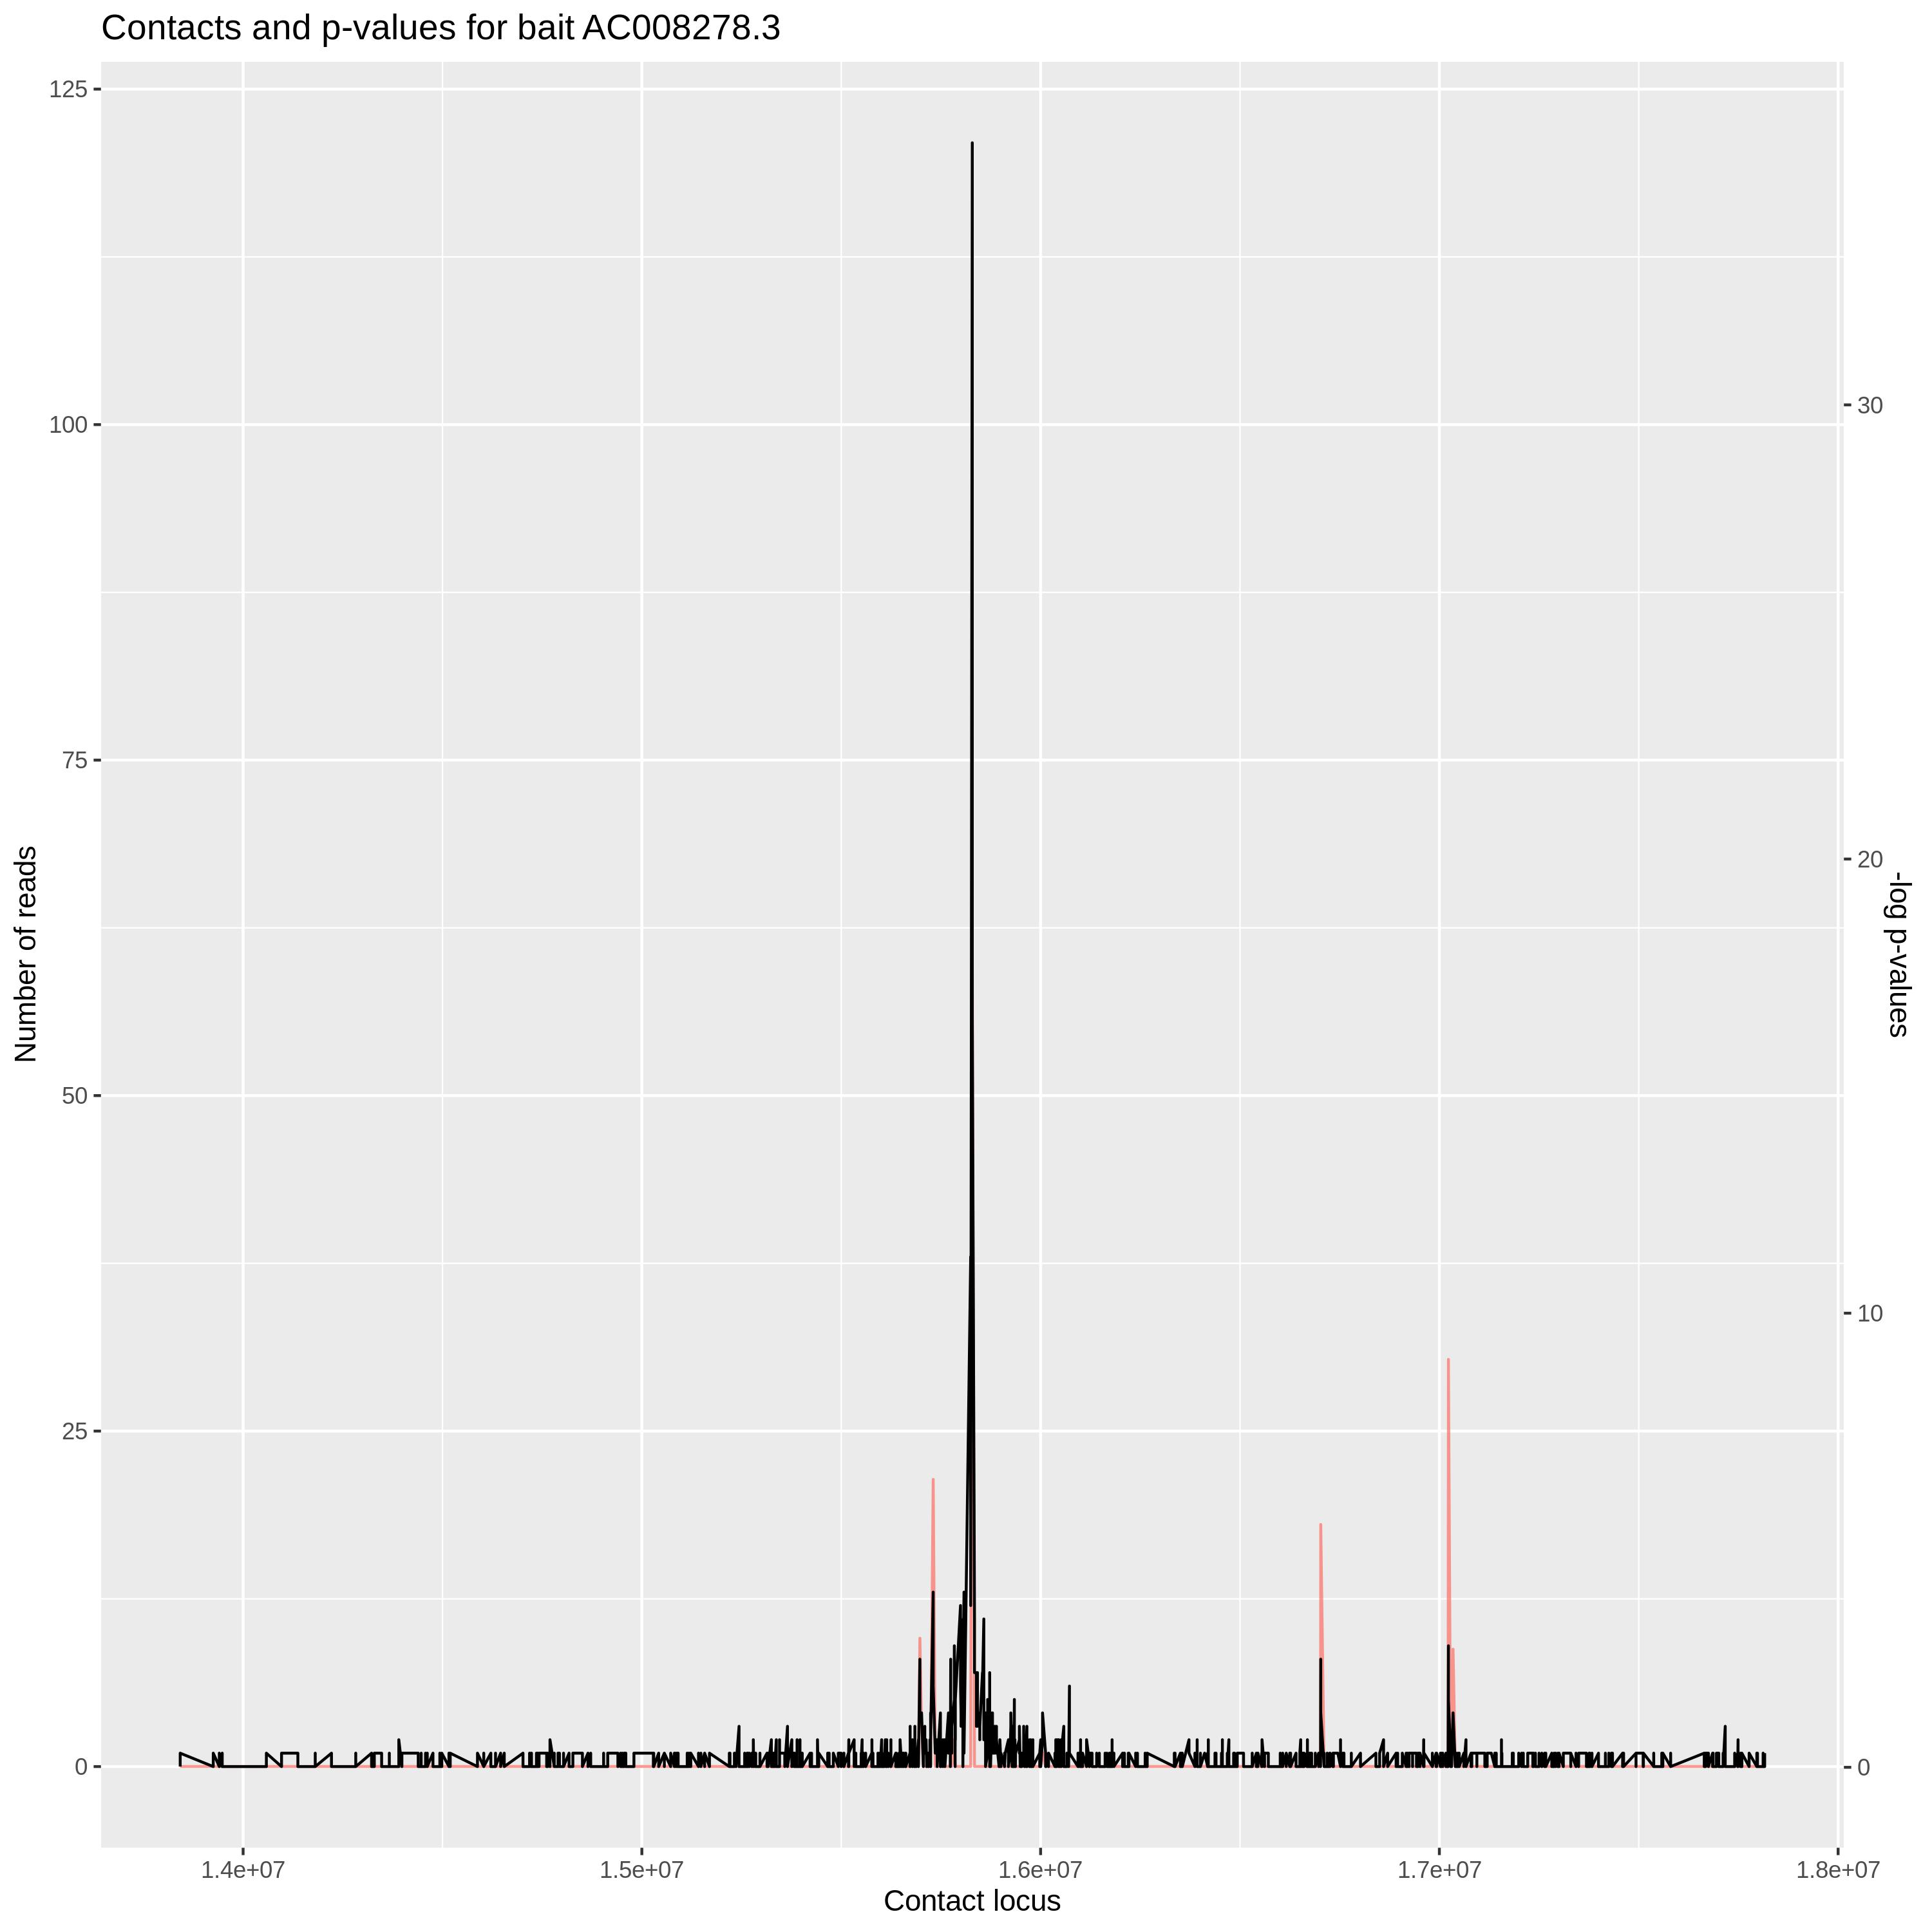 Contacts and p-values for bait AC008278.3
125
100
75
50
25
0
Number of reads
30
20
10
0
-log p-values
1.4e+07 1.5e+07 1.6e+07 1.7e+07 1.8e+07
Contact locus